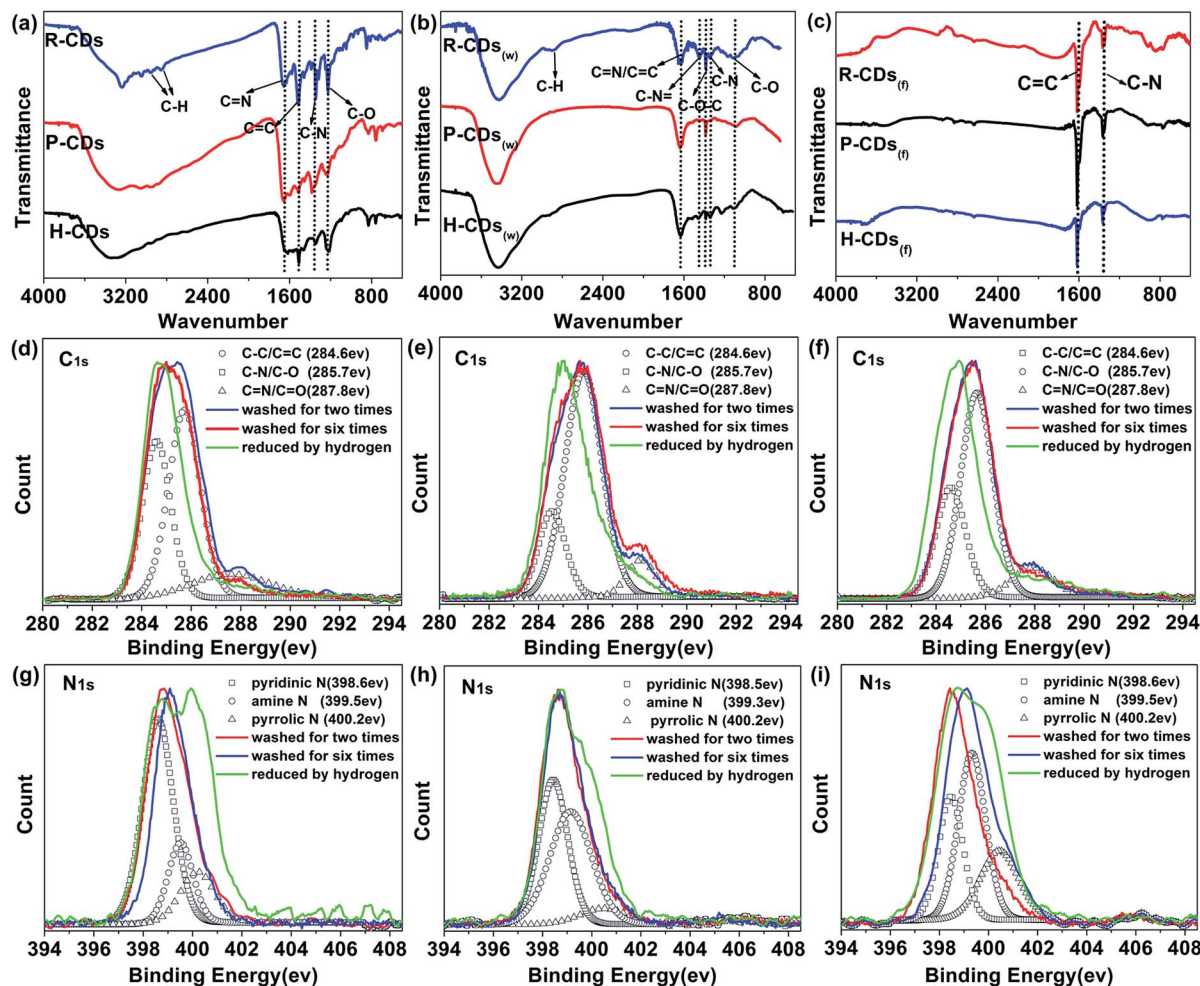 (a)
R-CDs
C-H
C=N
C=C
C-N
C-O
P-CDs
H-CDs
Transmittance
4000 3200 2400 1600 800
Wavenumber
(b)
R-CDs(w)
C-H
C=N/C=C
C-N=
C-O-C
C-N
C-O
P-CDs(w)
H-CDs(w)
Transmittance
4000 3200 2400 1600 800
Wavenumber
(c)
R-CDs(f)
C=C
C-N
P-CDs(f)
H-CDs(f)
Transmittance
4000 3200 2400 1600 800
Wavenumber
(d)
C1s
C-C/C=C (284.6ev)
C-N/C-O (285.7ev)
C=N/C=O(287.8ev)
washed for two times
washed for six times
reduced by hydrogen
Count
280 282 284 286 288 290 292 294
Binding Energy(ev)
(e)
C1s
C-C/C=C (284.6ev)
C-N/C-O (285.7ev)
C=N/C=O(287.8ev)
washed for two times
washed for six times
reduced by hydrogen
Count
280 282 284 286 288 290 292 294
Binding Energy(ev)
(f)
C1s
C-C/C=C (284.6ev)
C-N/C-O (285.7ev)
C=N/C=O(287.8ev)
washed for two times
washed for six times
reduced by hydrogen
Count
280 282 284 286 288 290 292 294
Binding Energy(ev)
(g)
N1s
pyridinic N(398.6ev)
amine N (399.5ev)
pyrrolic N (400.2ev)
washed for two times
washed for six times
reduced by hydrogen
Count
394 396 398 400 402 404 406 408
Binding Energy(ev)
(h)
N1s
pyridinic N(398.5ev)
amine N (399.3ev)
pyrrolic N (400.2ev)
washed for two times
washed for six times
reduced by hydrogen
Count
394 396 398 400 402 404 406 408
Binding Energy(ev)
(i)
N1s
pyridinic N(398.6ev)
amine N (399.5ev)
pyrrolic N (400.2ev)
washed for two times
washed for six times
reduced by hydrogen
Count
394 396 398 400 402 404 406 408
Binding Energy(ev)